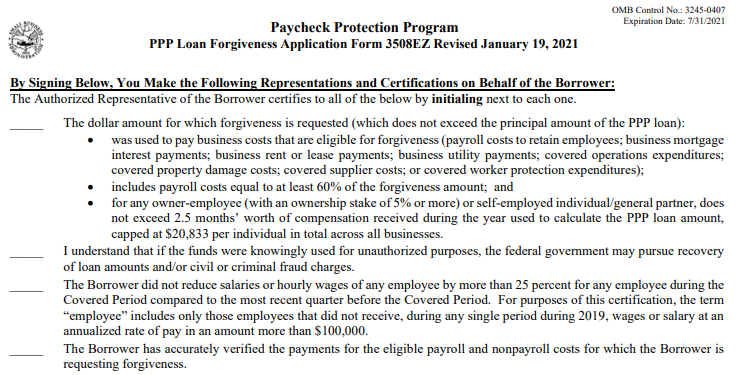 OMB Control No.: 3245-0407
Expiration Date: 7/31/2021
Paycheck Protection Program
PPP Loan Forgiveness Application Form 3508EZ Revised January 19, 2021
By Signing Below, You Make the Following Representations and Certifications on Behalf of the Borrower:
The Authorized Representative of the Borrower certifies to all of the below by initialing next to each one.
_____ The dollar amount for which forgiveness is requested (which does not exceed the principal amount of the PPP loan):
• was used to pay business costs that are eligible for forgiveness (payroll costs to retain employees; business mortgage
interest payments; business rent or lease payments; business utility payments; covered operations expenditures;
covered property damage costs; covered supplier costs; or covered worker protection expenditures);
• includes payroll costs equal to at least 60% of the forgiveness amount; and
• for any owner-employee (with an ownership stake of 5% or more) or self-employed individual/general partner, does
not exceed 2.5 months’ worth of compensation received during the year used to calculate the PPP loan amount,
capped at $20,833 per individual in total across all businesses.
_____ I understand that if the funds were knowingly used for unauthorized purposes, the federal government may pursue recovery
of loan amounts and/or civil or criminal fraud charges.
_____ The Borrower did not reduce salaries or hourly wages of any employee by more than 25 percent for any employee during the
Covered Period compared to the most recent quarter before the Covered Period. For purposes of this certification, the term
“employee” includes only those employees that did not receive, during any single period during 2019, wages or salary at an
annualized rate of pay in an amount more than $100,000.
_____ The Borrower has accurately verified the payments for the eligible payroll and nonpayroll costs for which the Borrower is
requesting forgiveness.